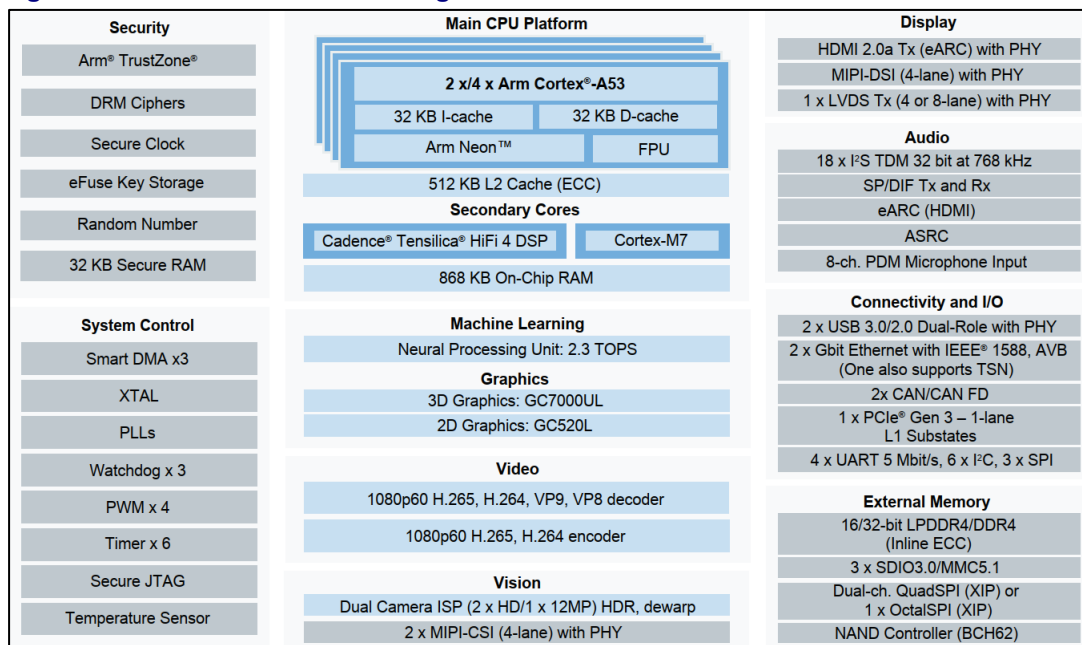 Security
Arm® TrustZone®
DRM Ciphers
Secure Clock
eFuse Key Storage
Random Number
32 KB Secure RAM
System Control
Smart DMA x3
XTAL
PLLs
Watchdog x 3
PWM x 4
Timer x 6
Secure JTAG
Temperature Sensor
Main CPU Platform
2 x/4 x Arm Cortex®-A53
32 KB I-cache
32 KB D-cache
Arm Neon™
FPU
512 KB L2 Cache (ECC)
Secondary Cores
Cadence® Tensilica® HiFi 4 DSP
Cortex-M7
868 KB On-Chip RAM
Machine Learning
Neural Processing Unit: 2.3 TOPS
Graphics
3D Graphics: GC7000UL
2D Graphics: GC520L
Video
1080p60 H.265, H.264, VP9, VP8 decoder
1080p60 H.265, H.264 encoder
Vision
Dual Camera ISP (2 x HD/1 x 12MP) HDR, dewarp
2 x MIPI-CSI (4-lane) with PHY
Display
HDMI 2.0a Tx (eARC) with PHY
MIPI-DSI (4-lane) with PHY
1 x LVDS Tx (4 or 8-lane) with PHY
Audio
18 x I²S TDM 32 bit at 768 kHz
SP/DIF Tx and Rx
eARC (HDMI)
ASRC
8-ch. PDM Microphone Input
Connectivity and I/O
2 x USB 3.0/2.0 Dual-Role with PHY
2 x Gbit Ethernet with IEEE® 1588, AVB
(One also supports TSN)
2x CAN/CAN FD
1 x PCIe® Gen 3 – 1-lane
L1 Substates
4 x UART 5 Mbit/s, 6 x I²C, 3 x SPI
External Memory
16/32-bit LPDDR4/DDR4
(Inline ECC)
3 x SDIO3.0/MMC5.1
Dual-ch. QuadSPI (XIP) or
1 x OctalSPI (XIP)
NAND Controller (BCH62)